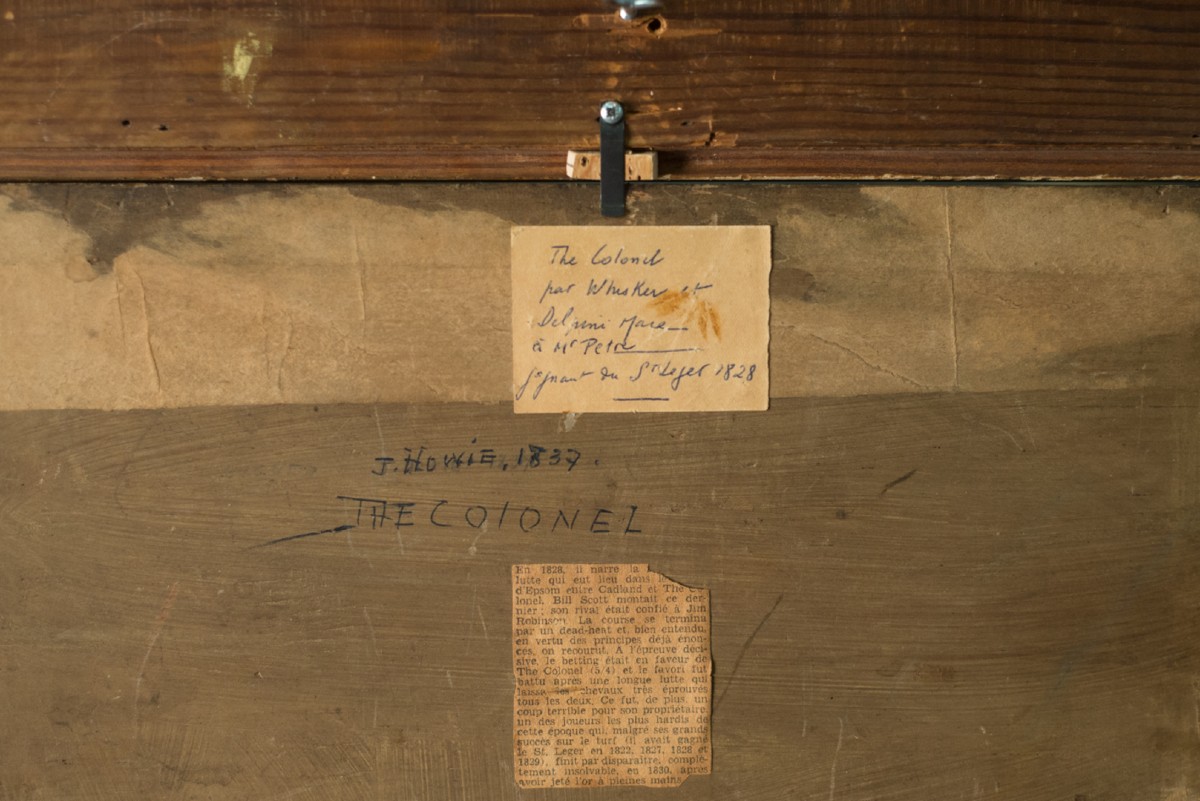 The Colonel
par Whisker et
Delpini Mare
à Mr Petre
gagnant du St Leger 1828
J. HOWIE, 1837.
THE COLONEL
En 1828, il narre la
lutte qui eut lieu dans
d'Epsom entre Cadland et The Co-
lonel. Bill Scott montait ce der-
nier ; son rival était confié à Jim
Robinson. La course se termina
par un dead-heat et, bien entendu,
en vertu des principes déjà énon-
cés, on recourut. A l'épreuve déci-
sive, le betting était en faveur de
The Colonel (5/4) et le favori fut
battu après une longue lutte qui
laissa les chevaux très éprouvés
tous les deux. Ce fut, de plus, un
coup terrible pour son propriétaire,
un des joueurs les plus hardis de
cette époque qui, malgré ses grands
succès sur le turf (il avait gagné
le St. Leger en 1822, 1827, 1828 et
1829), finit par disparaître, complè-
tement insolvable, en 1830, après
avoir jeté l'or à pleines mains.